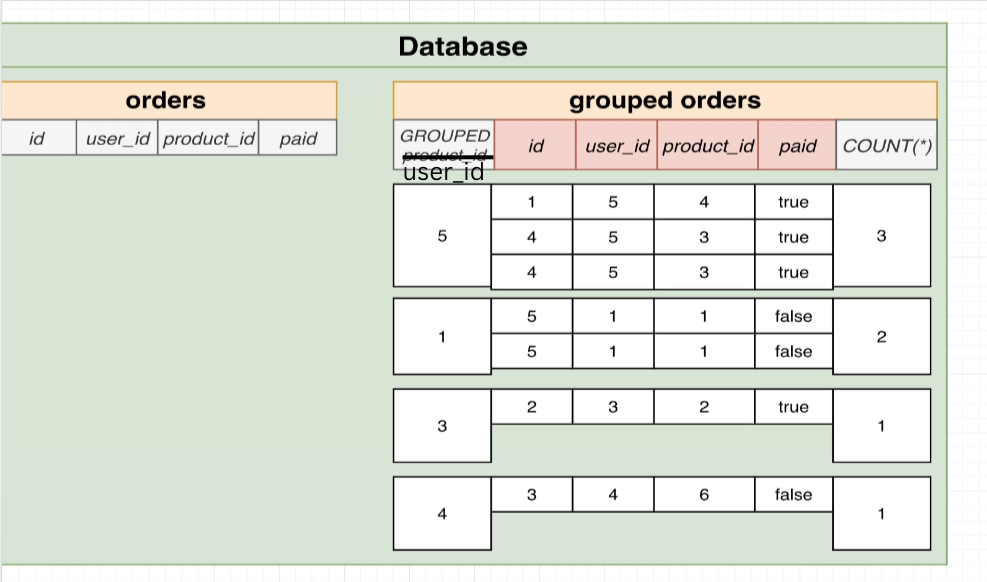 Database
orders
id user_id product_id paid
grouped orders
GROUPED product_id user_id id user_id product_id paid COUNT(*)
5 3
1 5 4 true
4 5 3 true
4 5 3 true
1 2
5 1 1 false
5 1 1 false
3 2 3 2 true 1
4 3 4 6 false 1